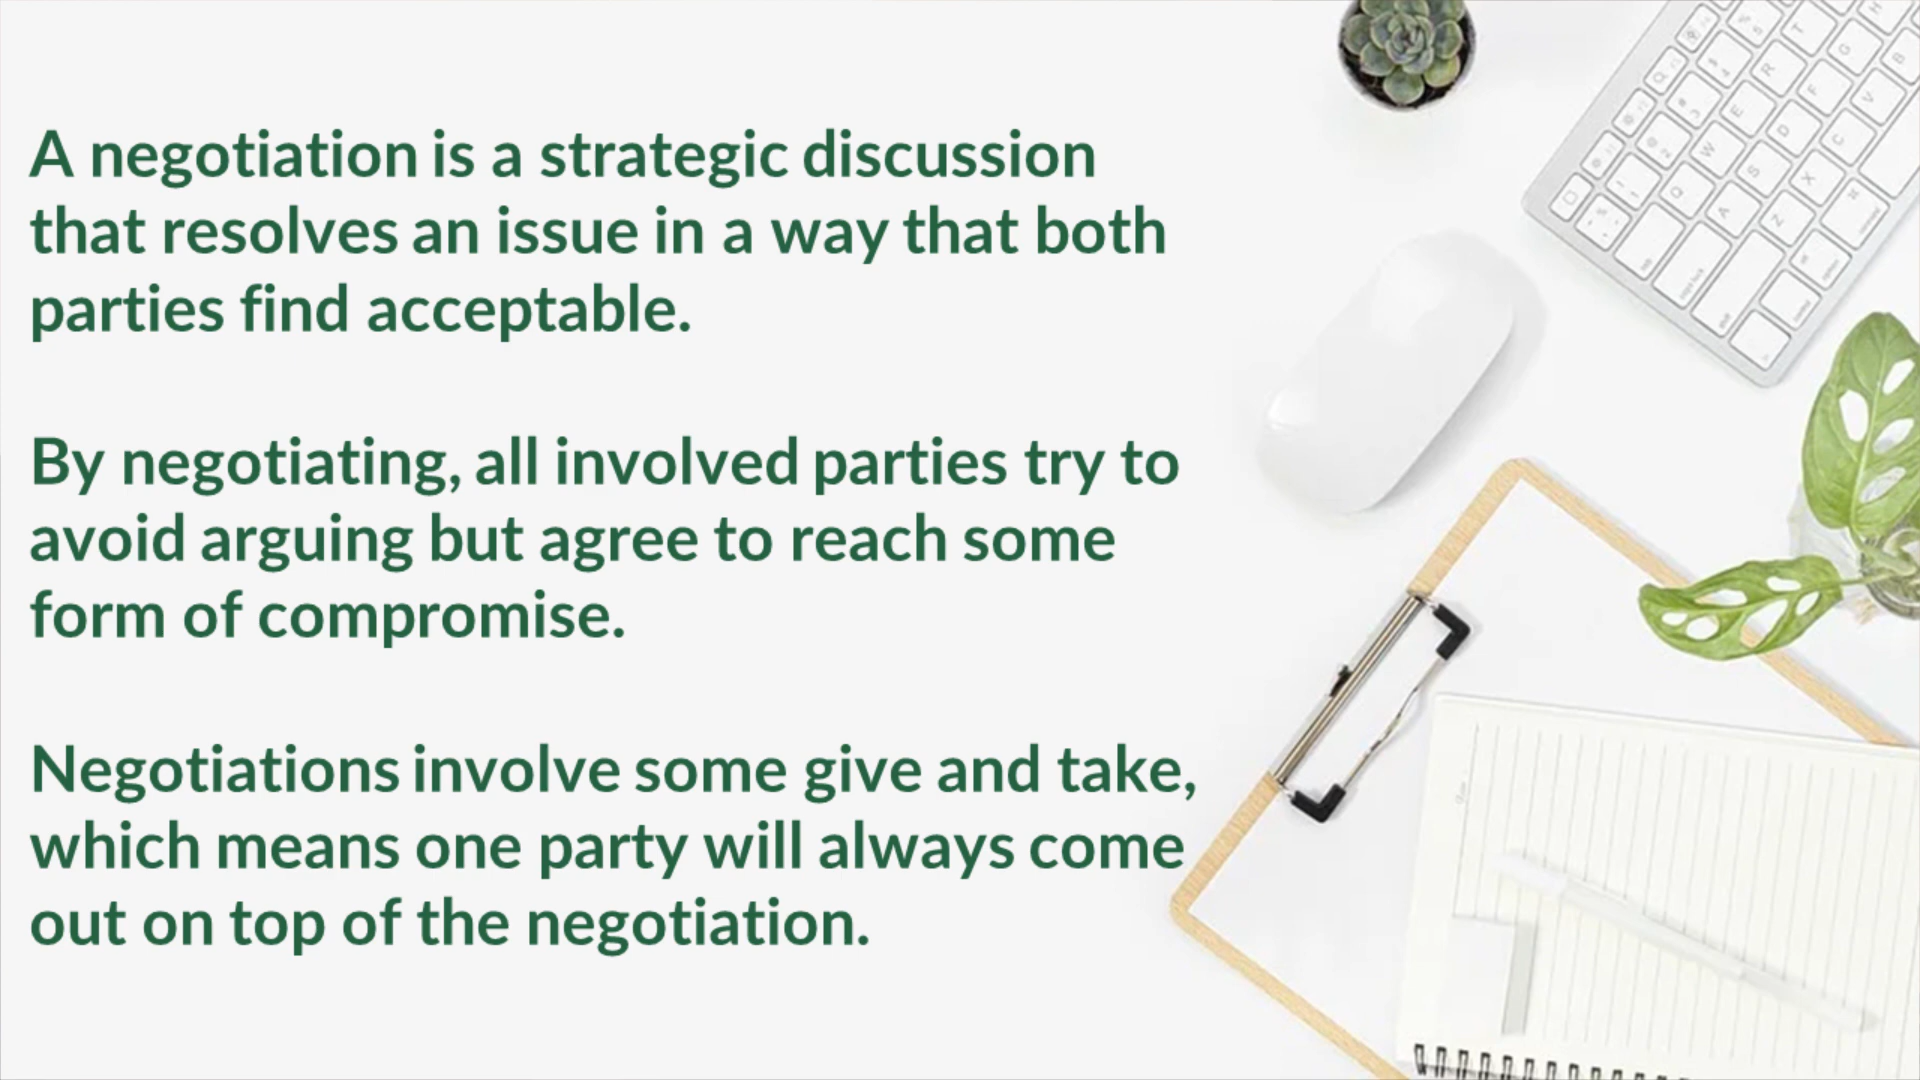 A negotiation is a strategic discussion
that resolves an issue in a way that both
parties find acceptable.
By negotiating, all involved parties try to
avoid arguing but agree to reach some
form of compromise.
Negotiations involve some give and take,
which means one party will always come
out on top of the negotiation.